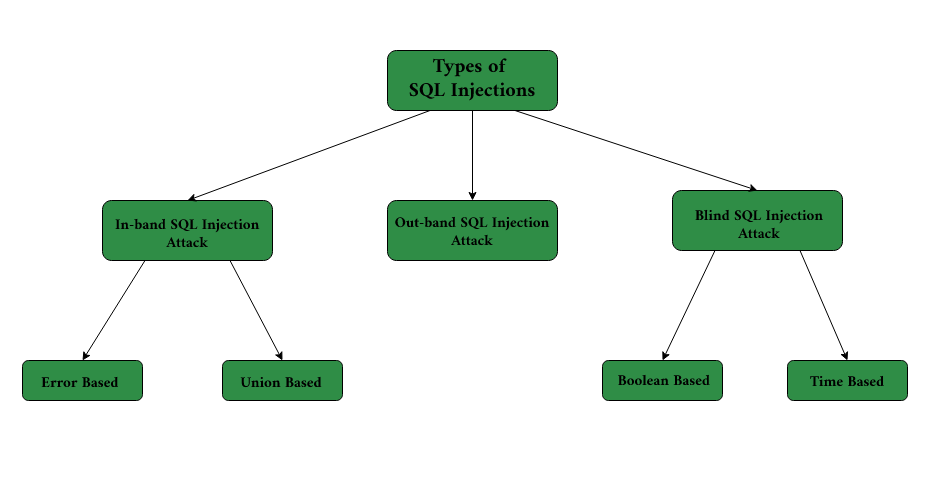 Types of
SQL Injections
In-band SQL Injection
Attack
Out-band SQL Injection
Attack
Blind SQL Injection
Attack
Error Based
Union Based
Boolean Based
Time Based